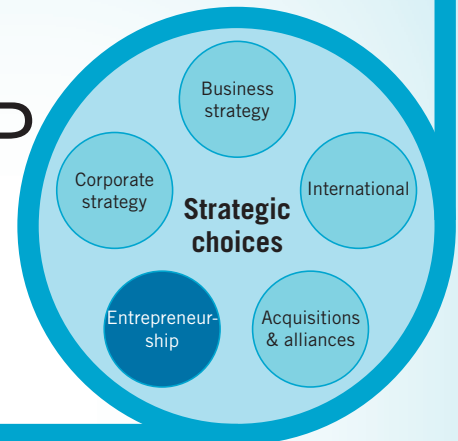 Business
strategy
Corporate
strategy
International
Strategic
choices
Entrepreneur-
ship
Acquisitions
& alliances